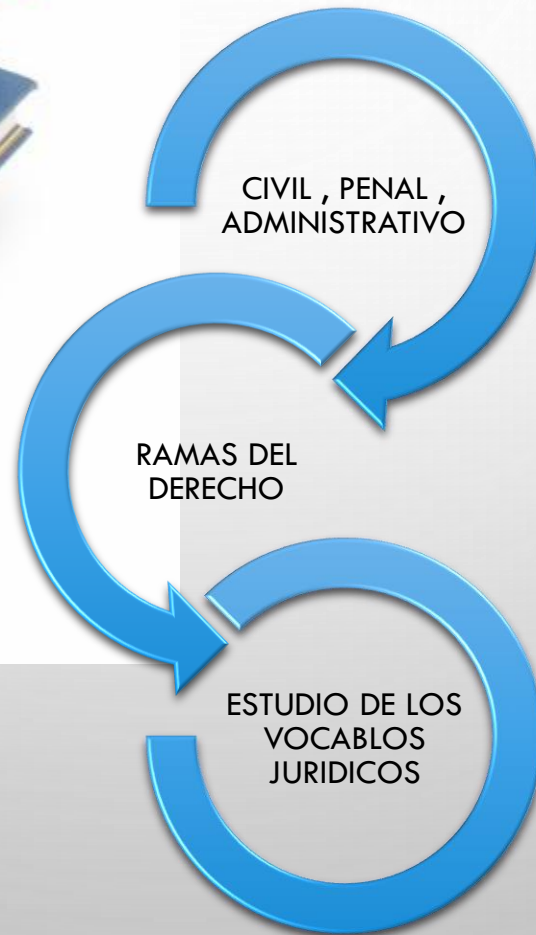 CIVIL , PENAL ,
ADMINISTRATIVO
RAMAS DEL
DERECHO
ESTUDIO DE LOS
VOCABLOS
JURIDICOS